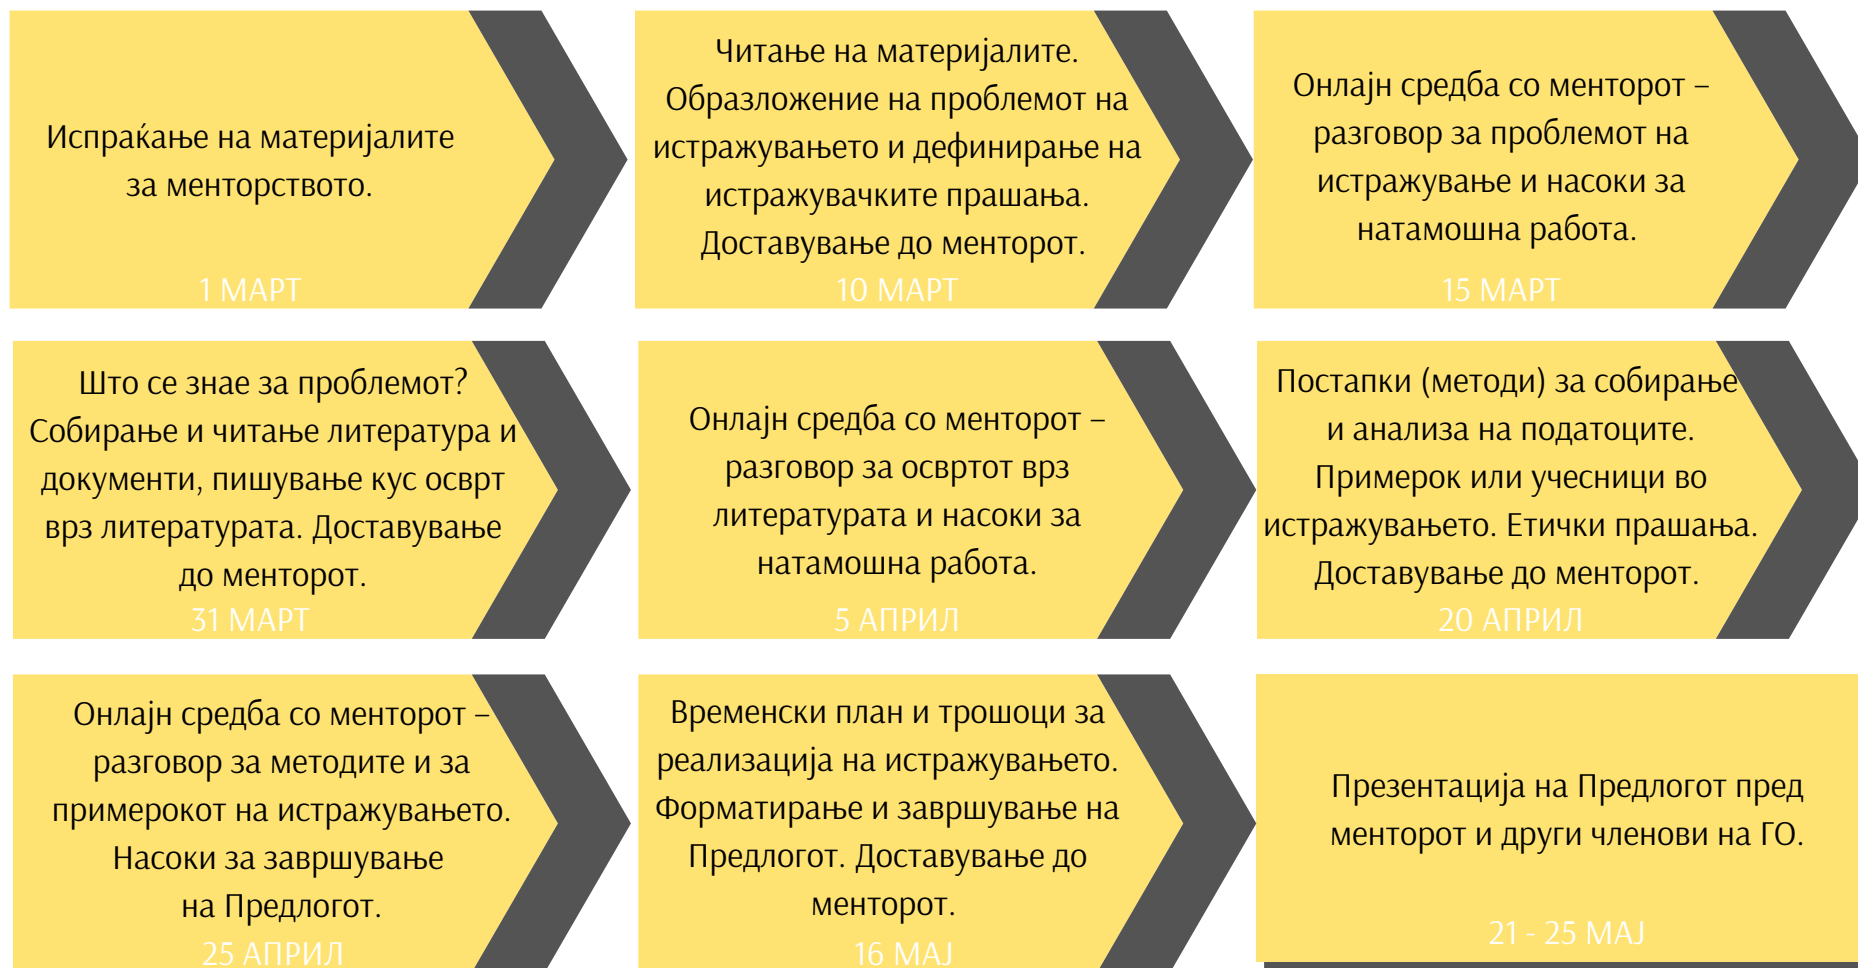 Испраќање на материјалите
за менторството.
1 МАРТ
Читање на материјалите.
Образложение на проблемот на
истражувањето и дефинирање на
истражувачките прашања.
Доставување до менторот.
10 МАРТ
Онлајн средба со менторот –
разговор за проблемот на
истражување и насоки за
натамошна работа.
15 МАРТ
Што се знае за проблемот?
Собирање и читање литература и
документи, пишување кус осврт
врз литературата. Доставување
до менторот.
31 МАРТ
Онлајн средба со менторот –
разговор за освртот врз
литературата и насоки за
натамошна работа.
5 АПРИЛ
Постапки (методи) за собирање
и анализа на податоците.
Примерок или учесници во
истражувањето. Етички прашања.
Доставување до менторот.
20 АПРИЛ
Онлајн средба со менторот –
разговор за методите и за
примерокот на истражувањето.
Насоки за завршување
на Предлогот.
25 АПРИЛ
Временски план и трошоци за
реализација на истражувањето.
Форматирање и завршување на
Предлогот. Доставување до
менторот.
16 МАЈ
Презентација на Предлогот пред
менторот и други членови на ГО.
21 - 25 МАЈ